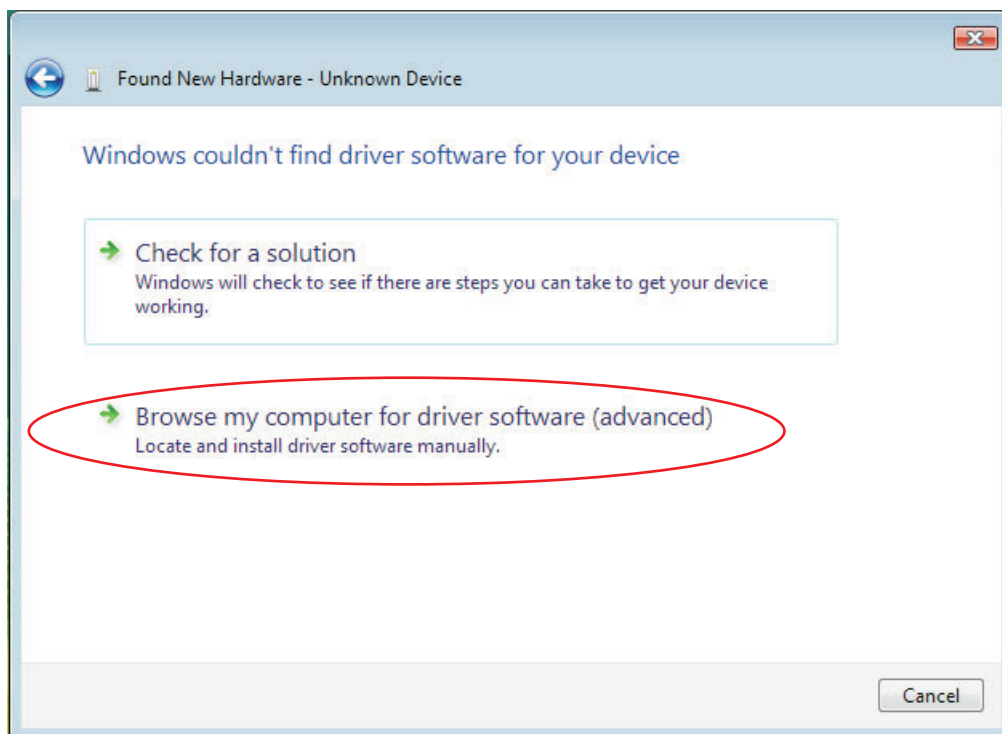 Found New Hardware - Unknown Device
Windows couldn't find driver software for your device
Check for a solution
Windows will check to see if there are steps you can take to get your device
working.
Browse my computer for driver software (advanced)
Locate and install driver software manually.
Cancel